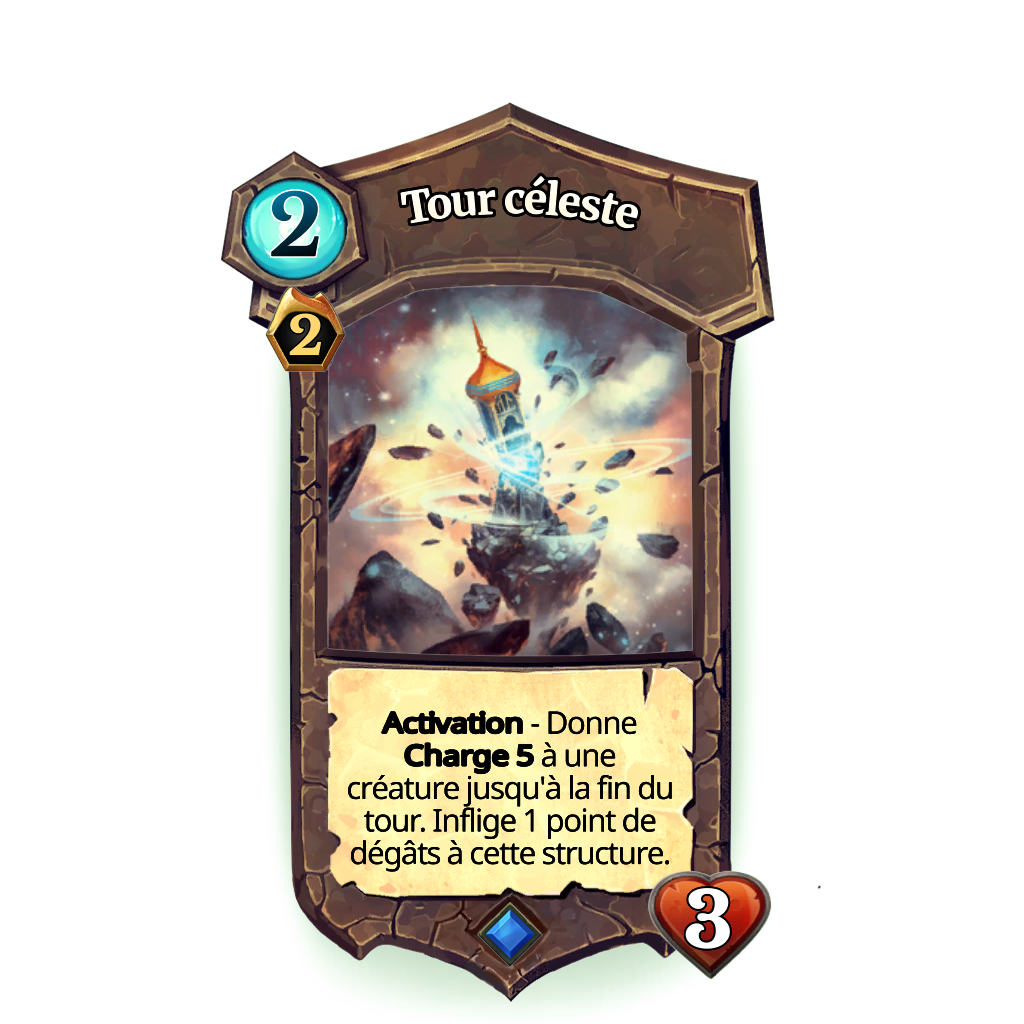 Tour céleste
2
2
Activation - Donne
Charge 5 à une
créature jusqu'à la fin du
tour. Inflige 1 point de
dégâts à cette structure.
3